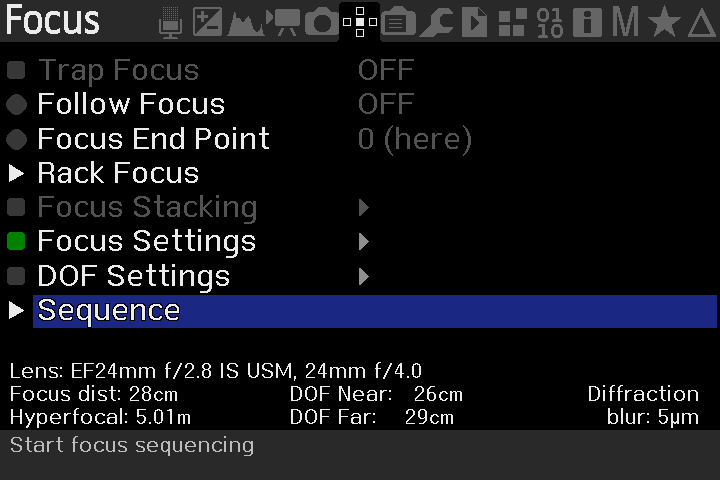 Focus
01
10
M
Trap Focus OFF
Follow Focus OFF
Focus End Point 0 (here)
Rack Focus
Focus Stacking
Focus Settings
DOF Settings
Sequence
Lens: EF24mm f/2.8 IS USM, 24mm f/4.0
Focus dist: 28cm DOF Near: 26cm Diffraction
Hyperfocal: 5.01m DOF Far: 29cm blur: 5µm
Start focus sequencing